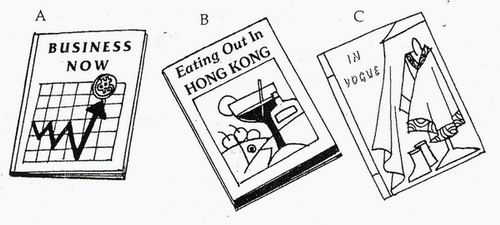 A
BUSINESS
NOW
B
Eating Out In
HONG KONG
C
IN
VOGUE